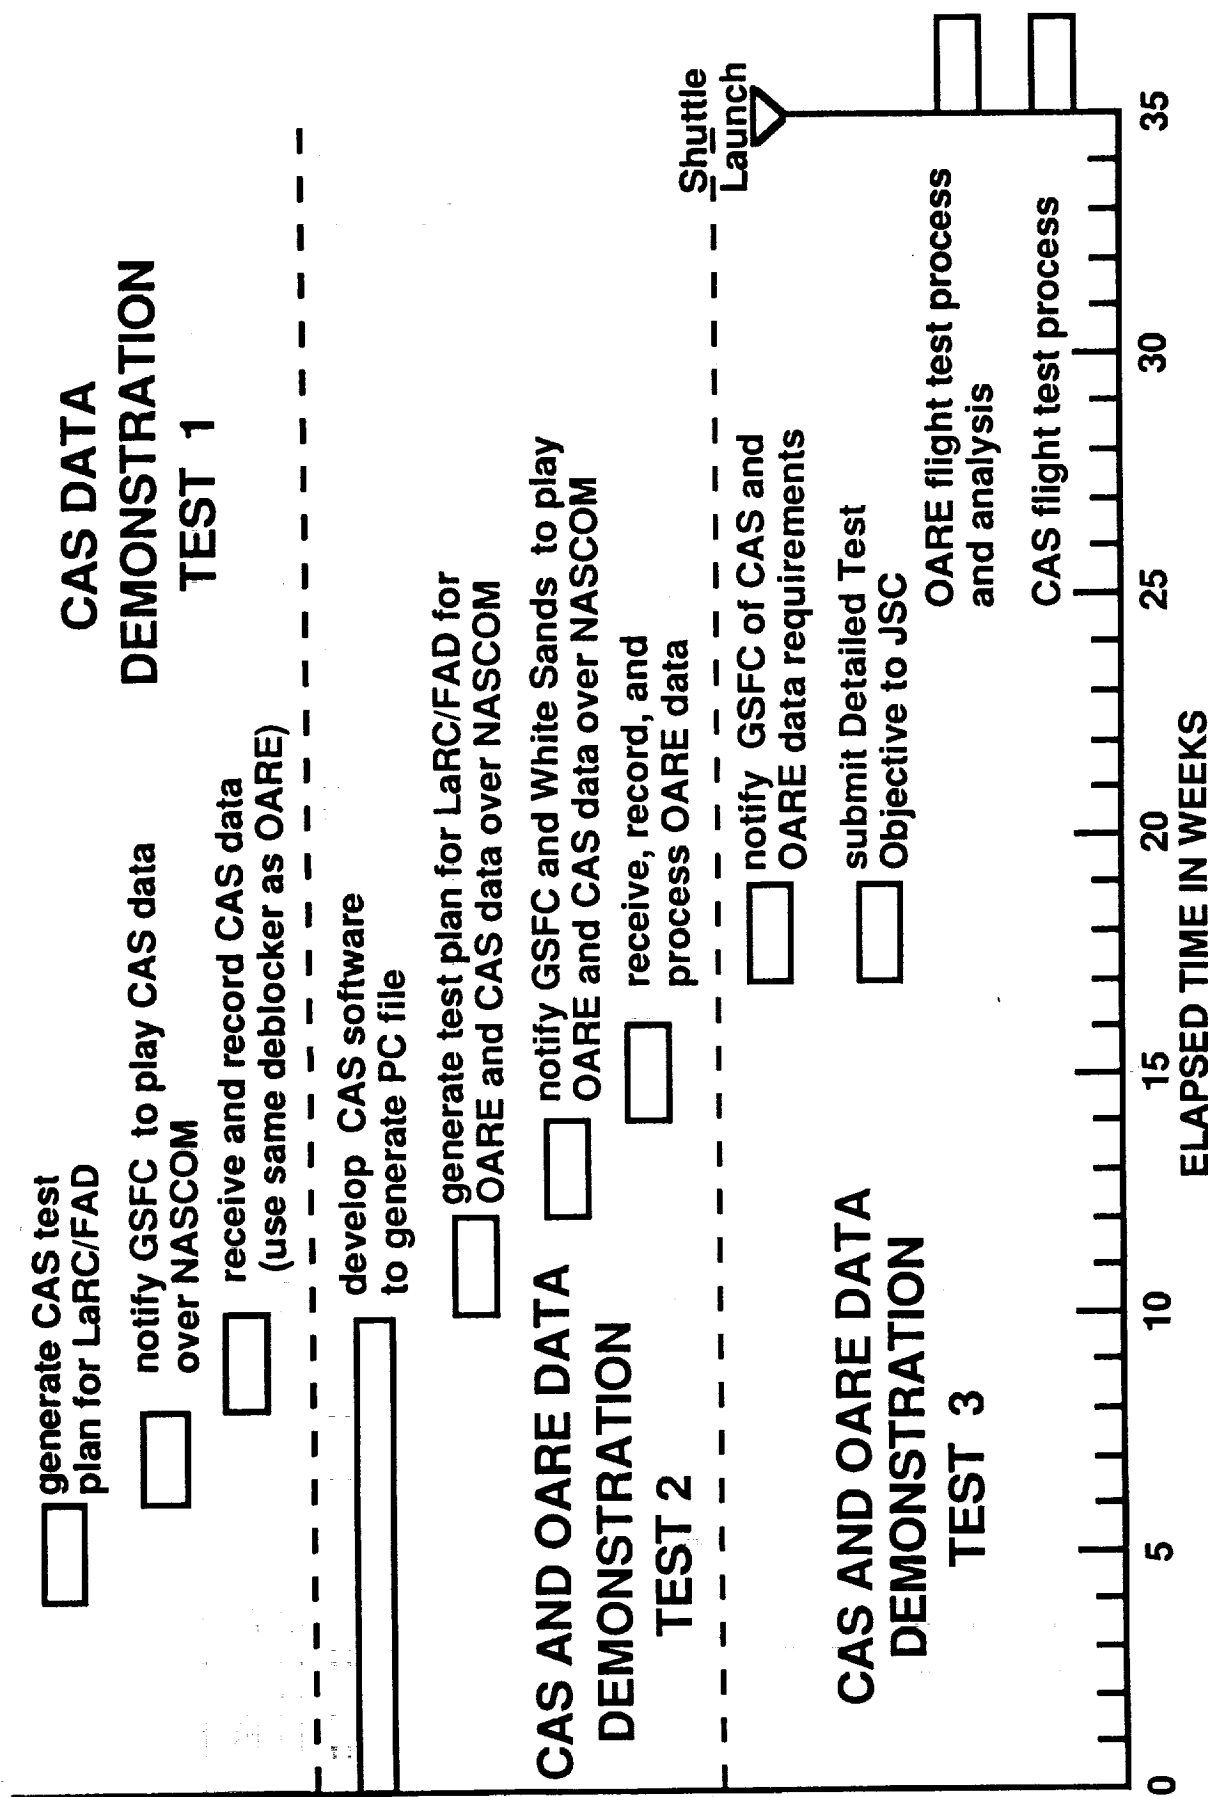 CAS DATA
DEMONSTRATION
TEST 1
generate CAS test
plan for LaRC/FAD
notify GSFC to play CAS data
over NASCOM
receive and record CAS data
(use same deblocker as OARE)
develop CAS software
to generate PC file
generate test plan for LaRC/FAD for
OARE and CAS data over NASCOM
notify GSFC and White Sands to play
OARE and CAS data over NASCOM
receive, record, and
process OARE data
CAS AND OARE DATA
DEMONSTRATION
TEST 2
Shuttle
Launch
notify GSFC of CAS and
OARE data requirements
submit Detailed Test
Objective to JSC
OARE flight test process
and analysis
CAS flight test process
CAS AND OARE DATA
DEMONSTRATION
TEST 3
0 5 10 15 20 25 30 35
ELAPSED TIME IN WEEKS